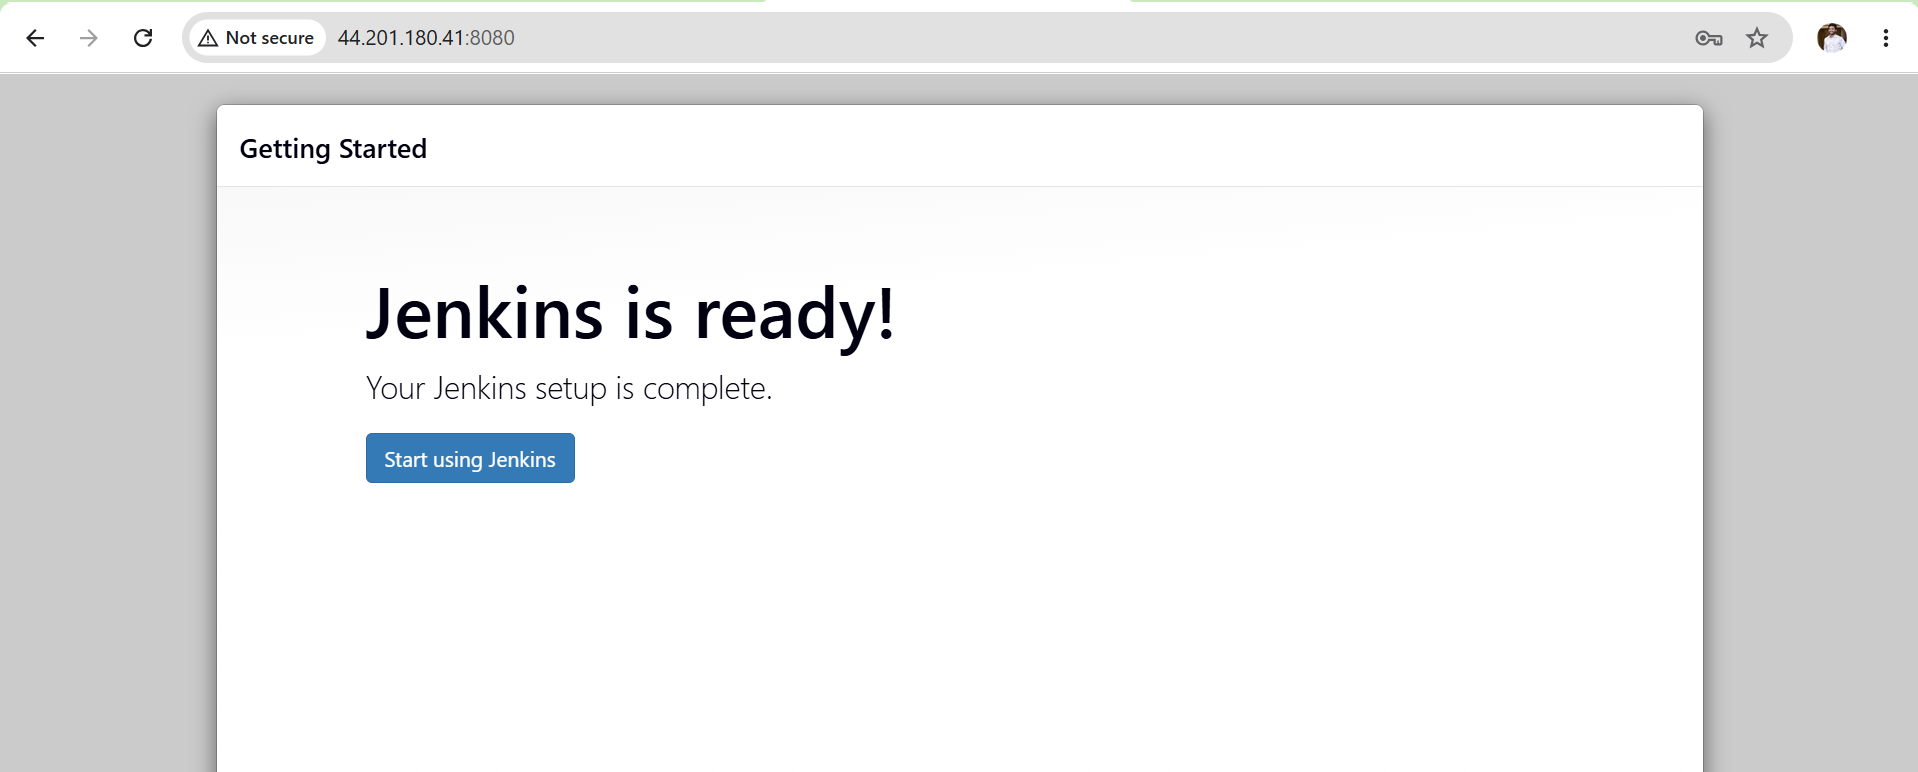 Not secure 44.201.180.41:8080
Getting Started
Jenkins is ready!
Your Jenkins setup is complete.
Start using Jenkins